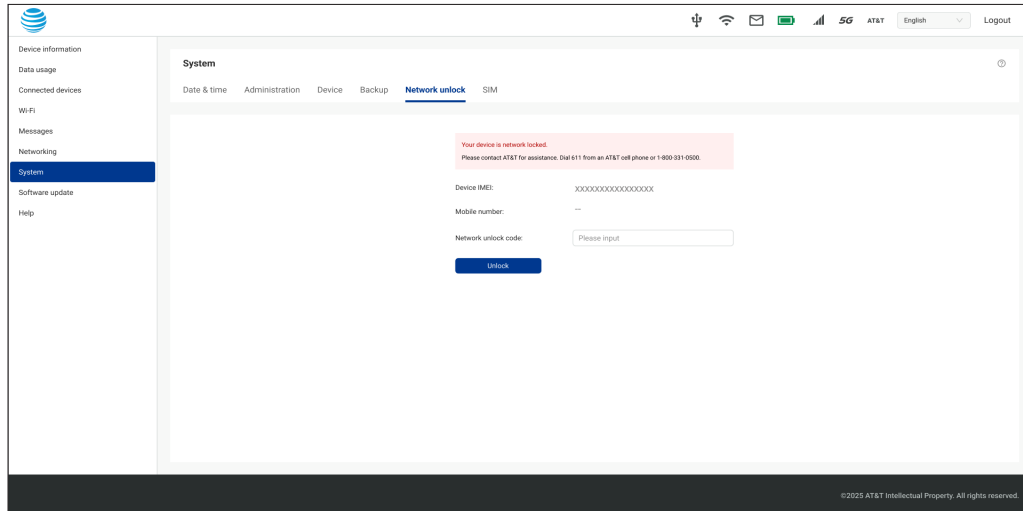 5G AT&T English Logout
Device information
Data usage
Connected devices
Wi-Fi
Messages
Networking
System
Software update
Help
System
Date & time Administration Device Backup Network unlock SIM
Your device is network locked.
Please contact AT&T for assistance. Dial 611 from an AT&T cell phone or 1-800-331-0500.
Device IMEI: XXXXXXXXXXXXXXXX
Mobile number: --
Network unlock code: Please input
Unlock
©2025 AT&T Intellectual Property. All rights reserved.